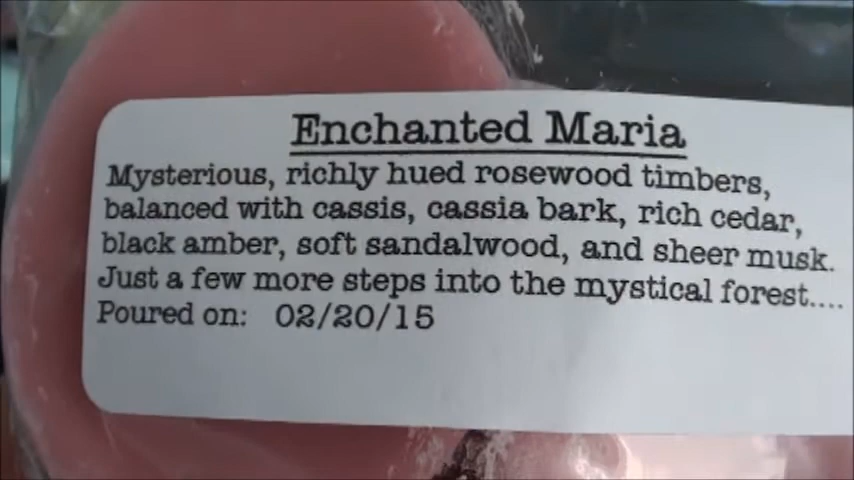 Enchanted Maria
Mysterious, richly hued rosewood timbers,
balanced with cassis, cassia bark, rich cedar,
black amber, soft sandalwood, and sheer musk.
Just a few more steps into the mystical forest....
Poured on: 02/20/15